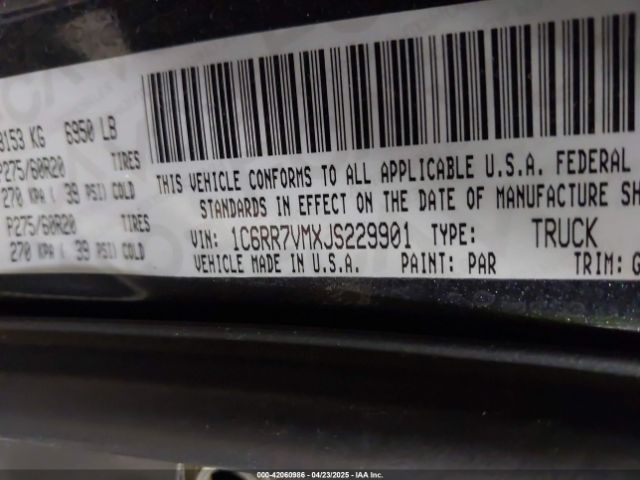 3153 KG 6950 LB
P275/60R20 TIRES
270 KPA ( 39 PSI) COLD
P275/60R20 TIRES
270 KPA ( 39 PSI) COLD
THIS VEHICLE CONFORMS TO ALL APPLICABLE U.S.A. FEDERAL
STANDARDS IN EFFECT ON THE DATE OF MANUFACTURE SH
VIN: 1C6RR7VMXJS229901 TYPE: TRUCK
VEHICLE MADE IN U.S.A. PAINT: PAR TRIM: G
000-42060986 - 04/23/2025 - IAA Inc.